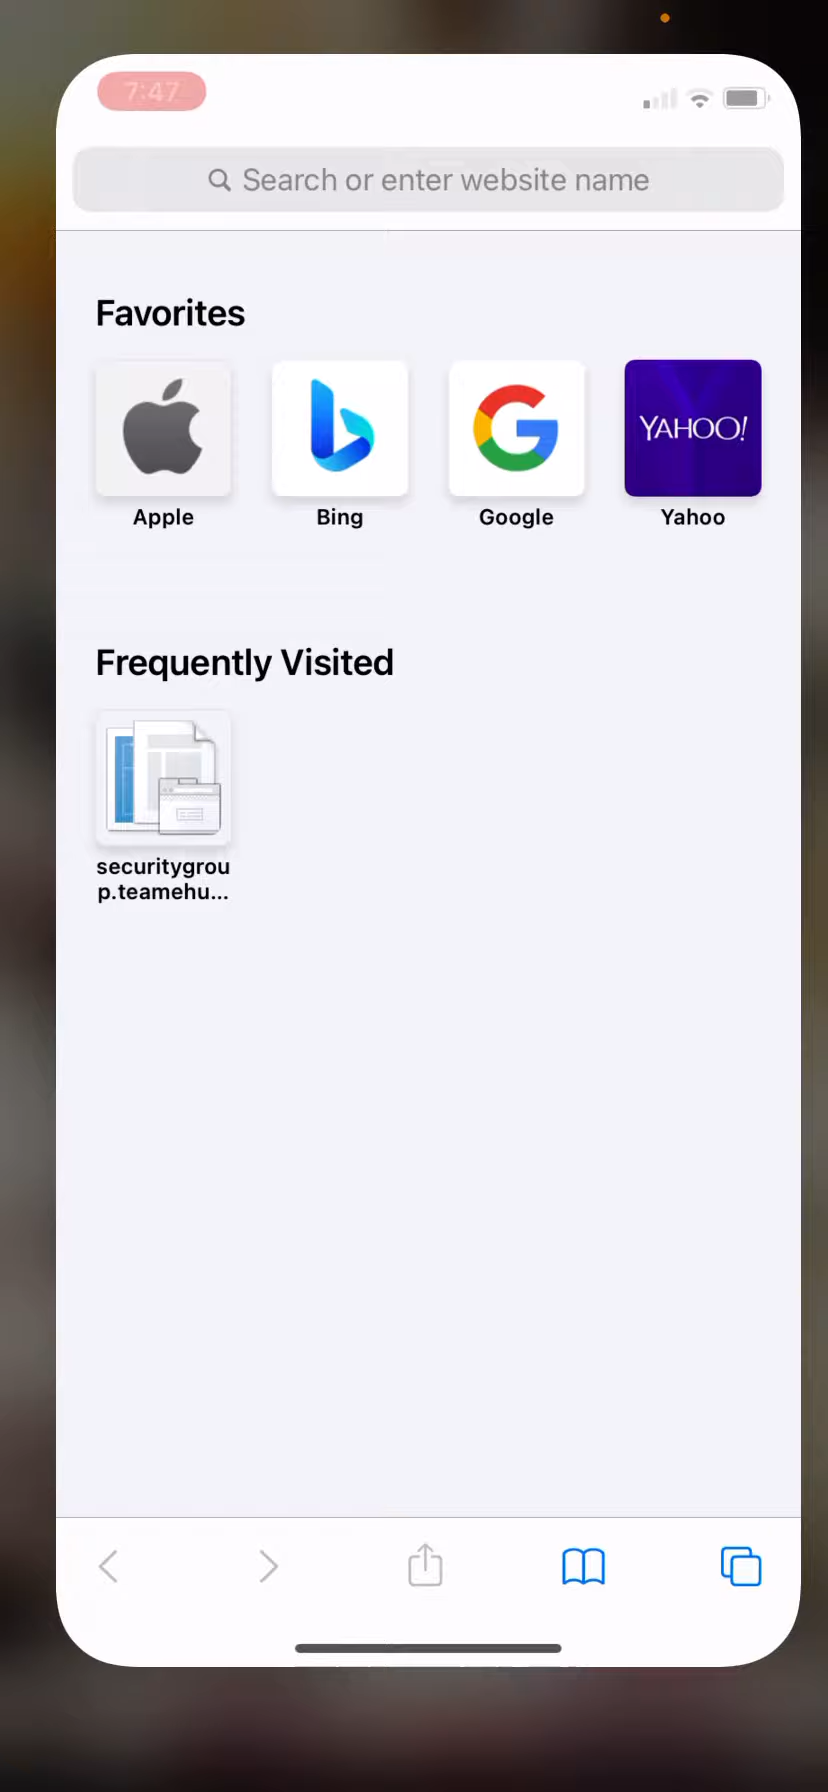 7:47
Search or enter website name
Favorites
YAHOO!
Apple
Bing
Google
Yahoo
Frequently Visited
securitygrou
p.teamehu...